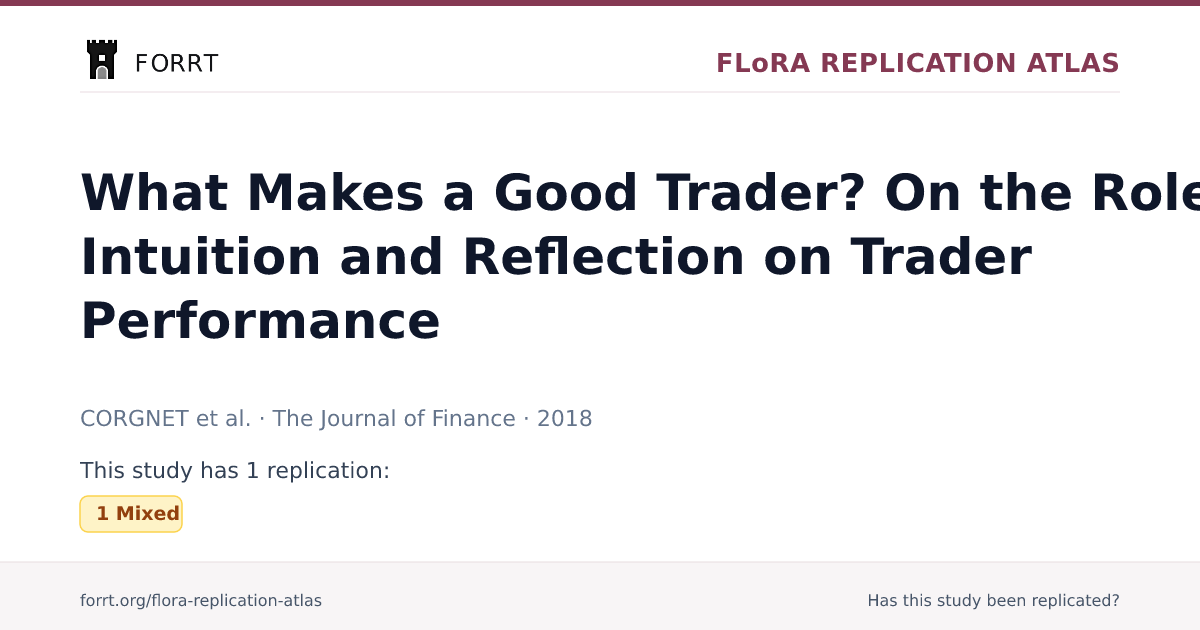 FORRT
FLoRA REPLICATION ATLAS
What Makes a Good Trader? On the Role
Intuition and Reflection on Trader
Performance
CORGNET et al. · The Journal of Finance · 2018
This study has 1 replication:
1 Mixed
forrt.org/flora-replication-atlas
Has this study been replicated?